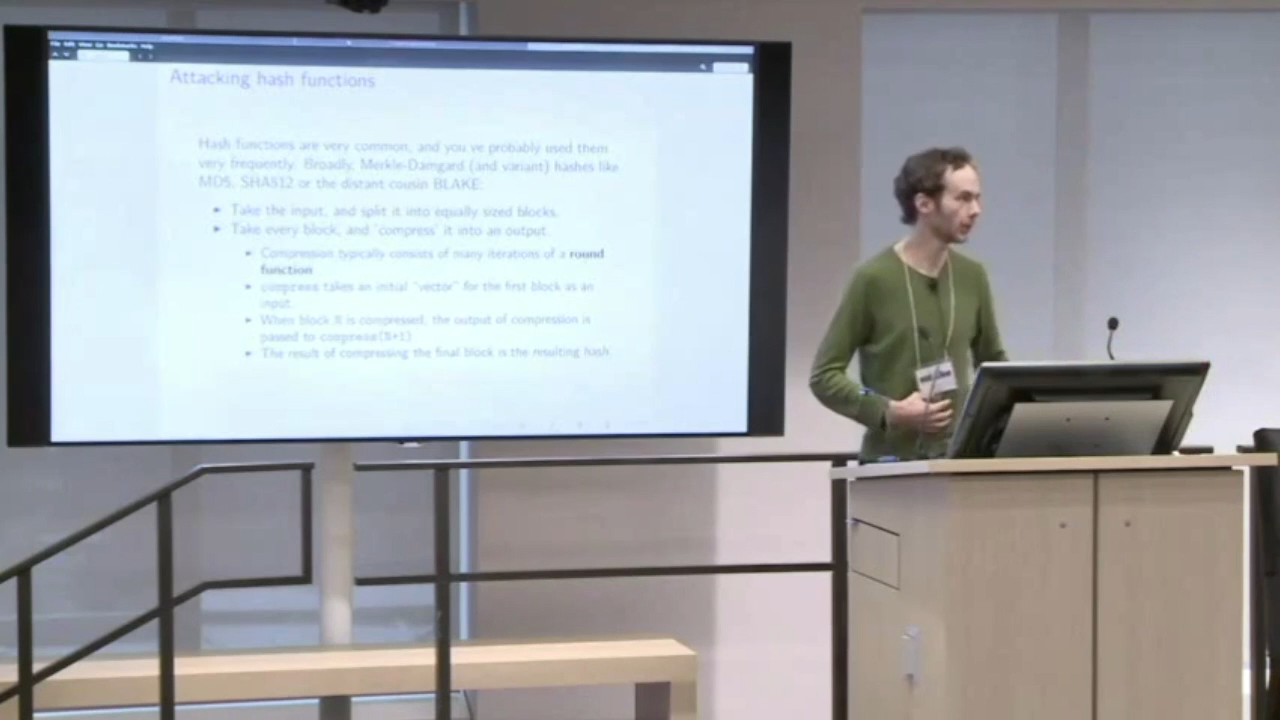 Attacking hash functions
Hash functions are very common, and you've probably used them
very frequently. Broadly, Merkle-Damgard (and variant) hashes like
MD5, SHA512 or the distant cousin BLAKE:
Take the input, and split it into equally sized blocks.
Take every block, and 'compress' it into an output.
Compression typically consists of many iterations of a round
function
compress takes an initial "vector" for the first block as an
input.
When block N is compressed, the output of compression is
passed to compress(N+1)
The result of compressing the final block is the resulting hash.